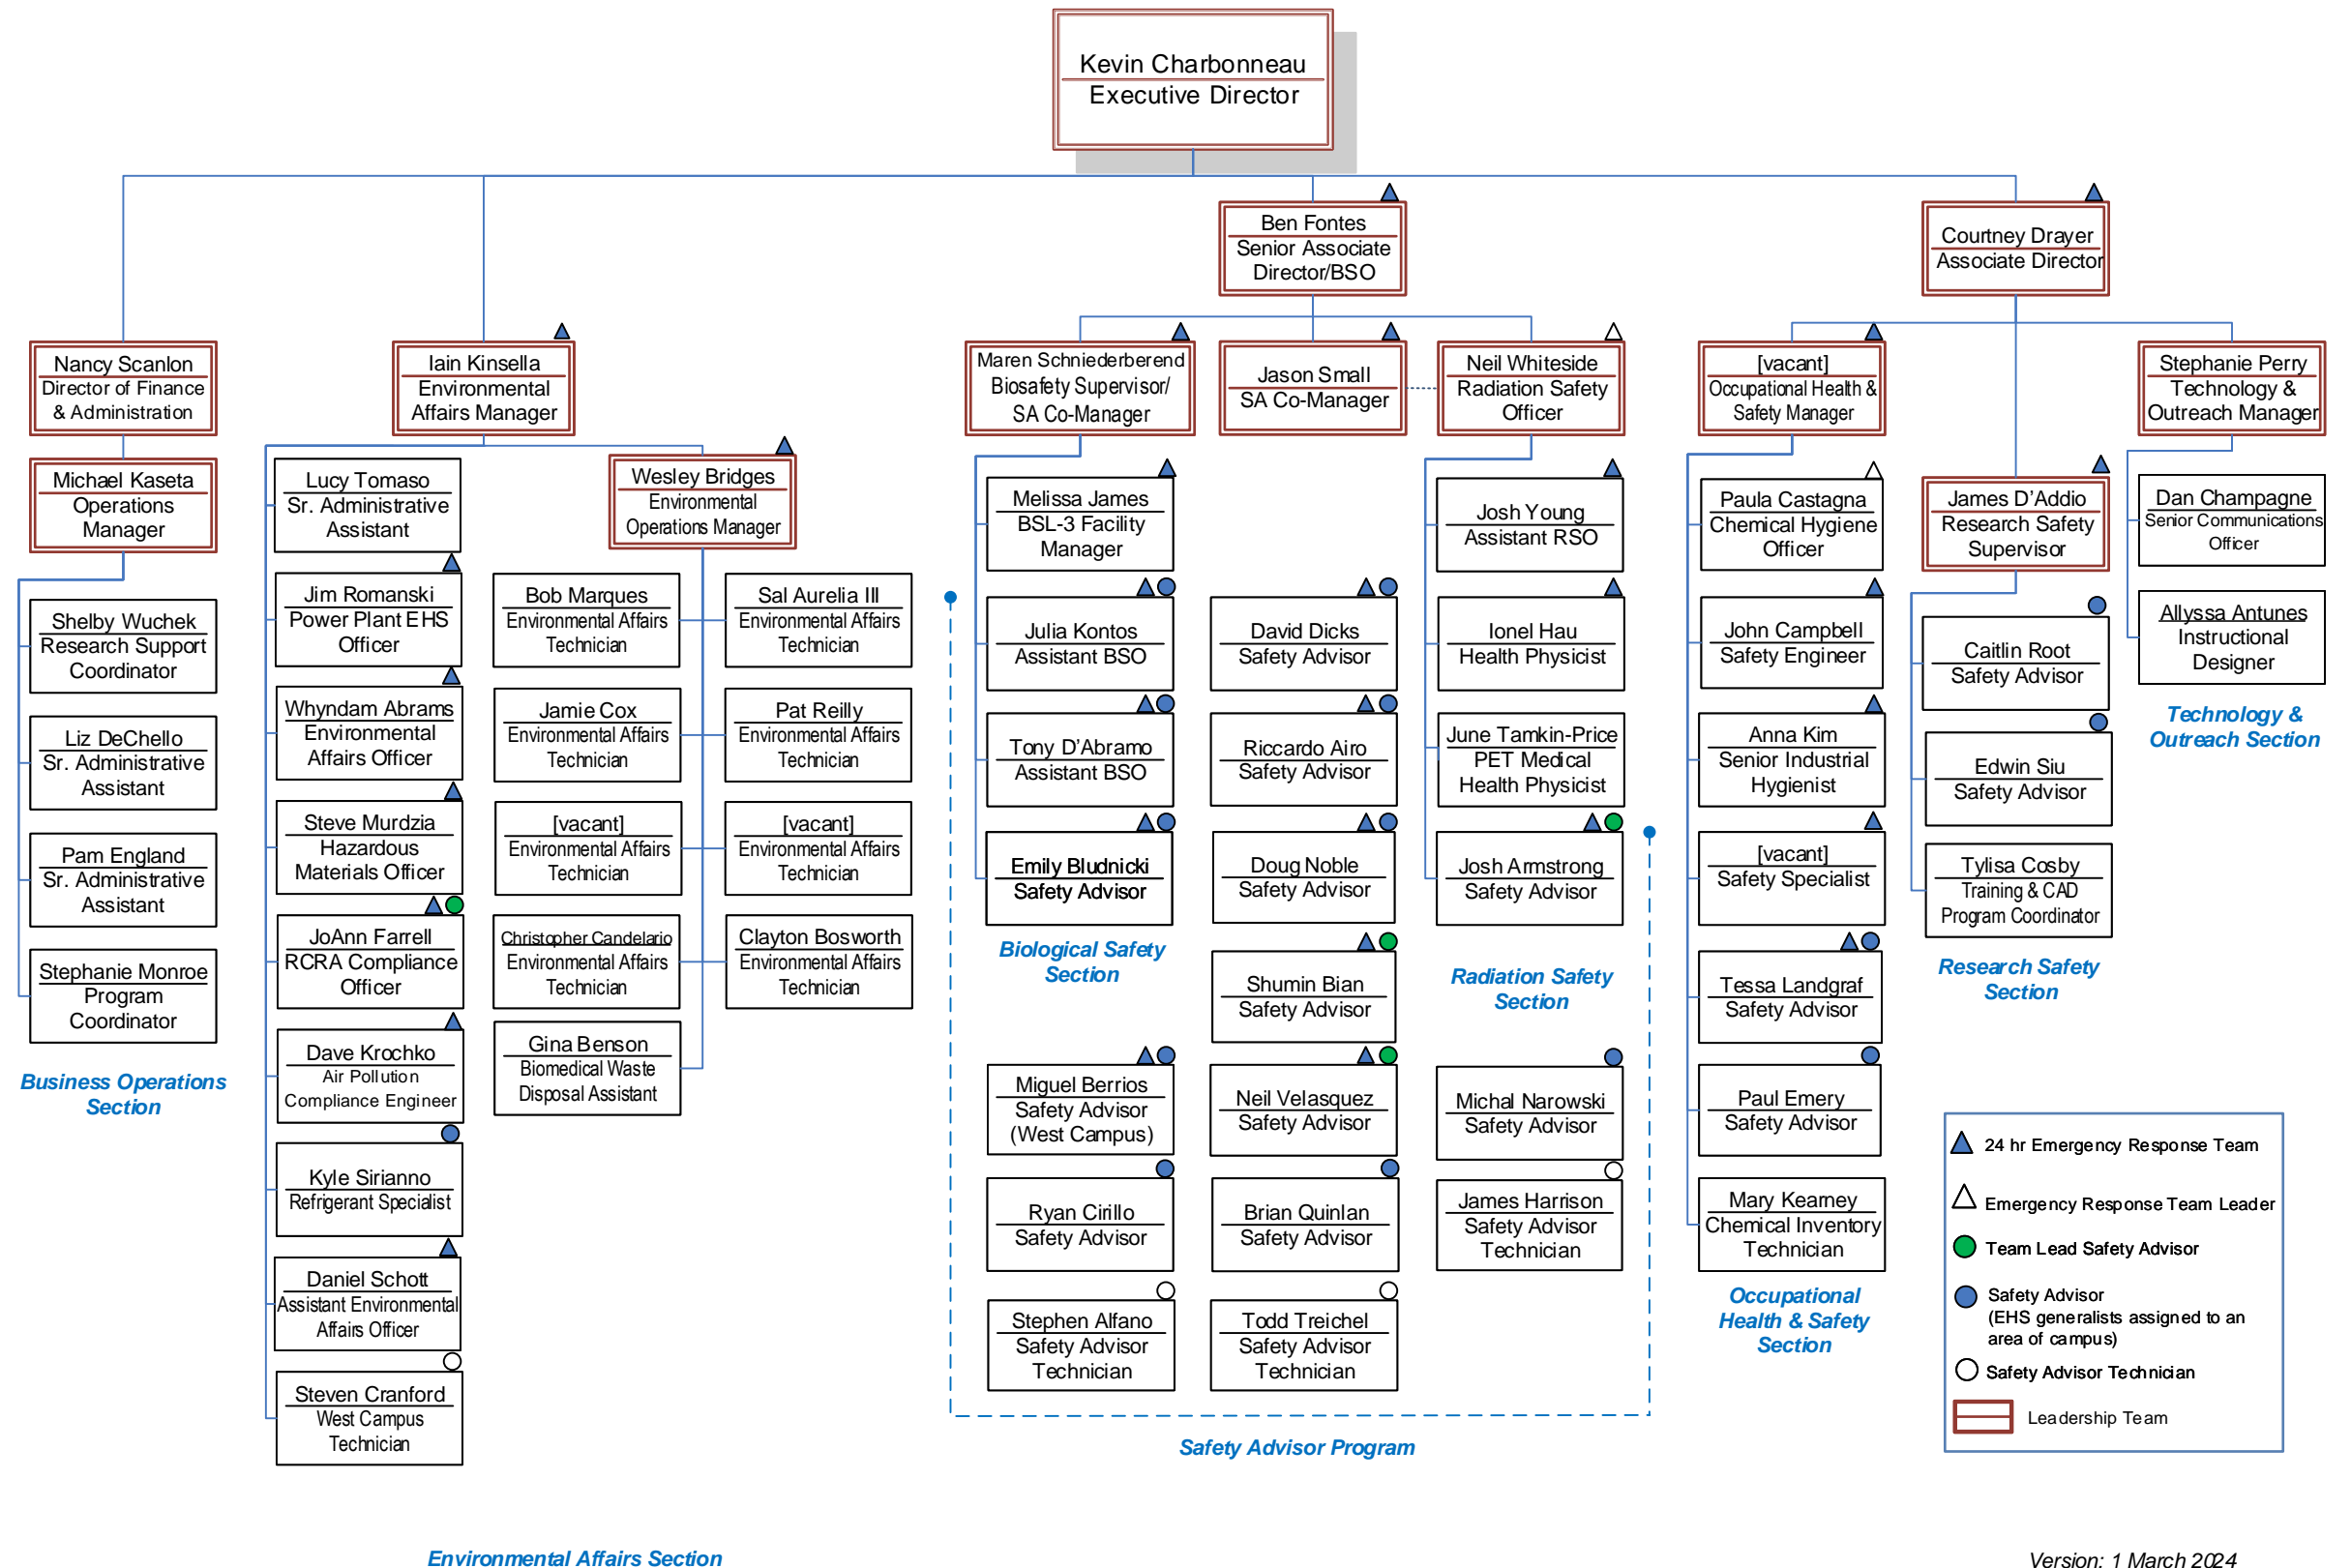 Kevin Charbonneau
Executive Director
Ben Fontes
Senior Associate
Director/BSO
Courtney Drayer
Associate Director
Nancy Scanlon
Director of Finance
& Administration
Iain Kinsella
Environmental
Affairs Manager
Maren Schniederberend
Biosafety Supervisor/
SA Co-Manager
Jason Small
SA Co-Manager
Neil Whiteside
Radiation Safety
Officer
[vacant]
Occupational Health &
Safety Manager
Stephanie Perry
Technology &
Outreach Manager
Michael Kaseta
Operations
Manager
Shelby Wuchek
Research Support
Coordinator
Liz DeChello
Sr. Administrative
Assistant
Pam England
Sr. Administrative
Assistant
Stephanie Monroe
Program
Coordinator
Business Operations
Section
Lucy Tomaso
Sr. Administrative
Assistant
Jim Romanski
Power Plant EHS
Officer
Whyndam Abrams
Environmental
Affairs Officer
Steve Murdzia
Hazardous
Materials Officer
JoAnn Farrell
RCRA Compliance
Officer
Dave Krochko
Air Pollution
Compliance Engineer
Kyle Sirianno
Refrigerant Specialist
Daniel Schott
Assistant Environmental
Affairs Officer
Steven Cranford
West Campus
Technician
Wesley Bridges
Environmental
Operations Manager
Bob Marques
Environmental Affairs
Technician
Sal Aurelia III
Environmental Affairs
Technician
Jamie Cox
Environmental Affairs
Technician
Pat Reilly
Environmental Affairs
Technician
[vacant]
Environmental Affairs
Technician
[vacant]
Environmental Affairs
Technician
Christopher Candelario
Environmental Affairs
Technician
Clayton Bosworth
Environmental Affairs
Technician
Gina Benson
Biomedical Waste
Disposal Assistant
Environmental Affairs Section
Melissa James
BSL-3 Facility
Manager
Julia Kontos
Assistant BSO
Tony D'Abramo
Assistant BSO
Emily Bludnicki
Safety Advisor
Biological Safety
Section
David Dicks
Safety Advisor
Riccardo Airo
Safety Advisor
Doug Noble
Safety Advisor
Shumin Bian
Safety Advisor
Josh Young
Assistant RSO
Ionel Hau
Health Physicist
June Tamkin-Price
PET Medical
Health Physicist
Josh Armstrong
Safety Advisor
Radiation Safety
Section
Miguel Berrios
Safety Advisor
(West Campus)
Neil Velasquez
Safety Advisor
Michal Narowski
Safety Advisor
Ryan Cirillo
Safety Advisor
Brian Quinlan
Safety Advisor
James Harrison
Safety Advisor
Technician
Stephen Alfano
Safety Advisor
Technician
Todd Treichel
Safety Advisor
Technician
Safety Advisor Program
Paula Castagna
Chemical Hygiene
Officer
John Campbell
Safety Engineer
Anna Kim
Senior Industrial
Hygienist
[vacant]
Safety Specialist
Tessa Landgraf
Safety Advisor
Paul Emery
Safety Advisor
Mary Kearney
Chemical Inventory
Technician
Occupational
Health & Safety
Section
James D'Addio
Research Safety
Supervisor
Caitlin Root
Safety Advisor
Edwin Siu
Safety Advisor
Tylisa Cosby
Training & CAD
Program Coordinator
Research Safety
Section
Dan Champagne
Senior Communications
Officer
Allyssa Antunes
Instructional
Designer
Technology &
Outreach Section
24 hr Emergency Response Team
Emergency Response Team Leader
Team Lead Safety Advisor
Safety Advisor
(EHS generalists assigned to an
area of campus)
Safety Advisor Technician
Leadership Team
Version: 1 March 2024